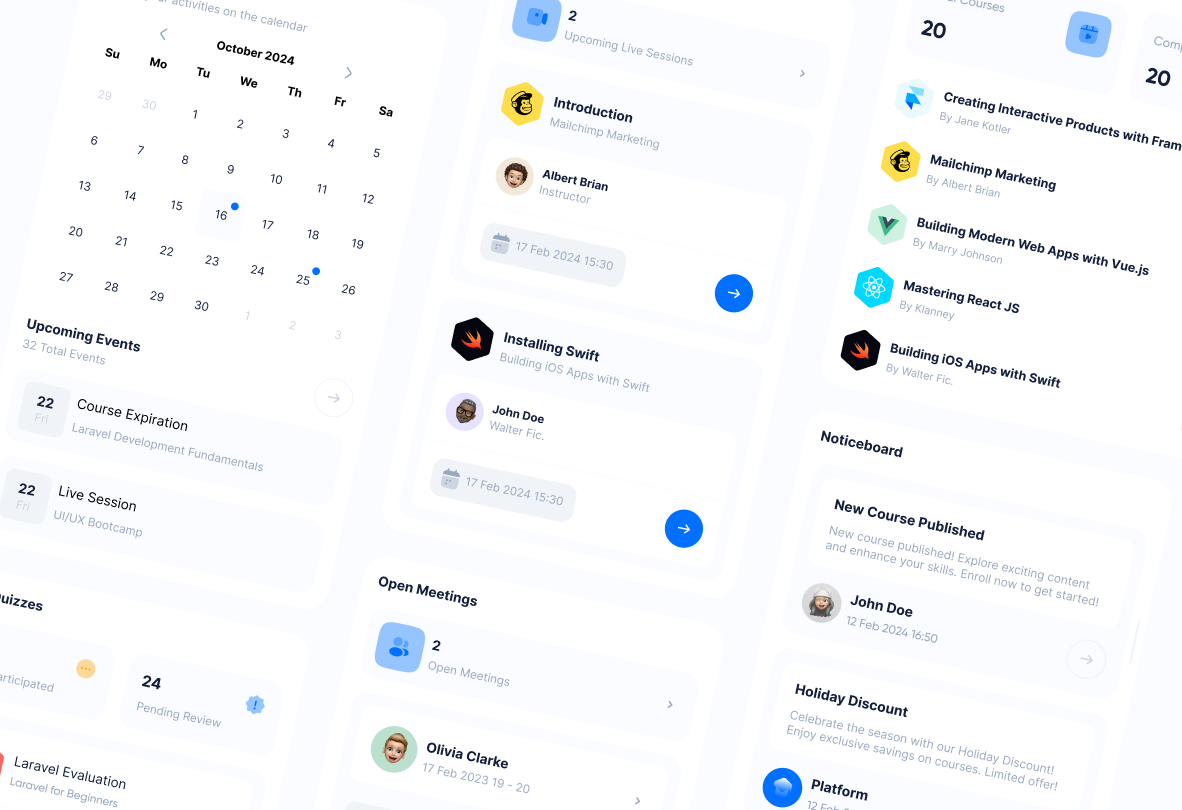 activities on the calendar
October 2024
Su Mo Tu We Th Fr Sa
29 30 1 2 3 4 5
6 7 8 9 10 11 12
13 14 15 16 17 18 19
20 21 22 23 24 25 26
27 28 29 30 1 2 3
Upcoming Events
32 Total Events
22
Fri
Course Expiration
Laravel Development Fundamentals
22
Fri
Live Session
UI/UX Bootcamp
24
Pending Review
Laravel Evaluation
Laravel for Beginners
2
Upcoming Live Sessions
Introduction
Mailchimp Marketing
Albert Brian
Instructor
17 Feb 2024 15:30
Installing Swift
Building iOS Apps with Swift
John Doe
Walter Fic.
17 Feb 2024 15:30
Open Meetings
2
Open Meetings
Olivia Clarke
17 Feb 2023 19 - 20
Courses
20
20
Creating Interactive Products with
By Jane Kotler
Mailchimp Marketing
By Albert Brian
Building Modern Web Apps with Vue.js
By Marry Johnson
Mastering React JS
By Klanney
Building iOS Apps with Swift
By Walter Fic.
Noticeboard
New Course Published
New course published! Explore exciting content
and enhance your skills. Enroll now to get started!
John Doe
12 Feb 2024 16:50
Holiday Discount
Celebrate the season with our Holiday Discount!
Enjoy exclusive savings on courses. Limited offer!
Platform